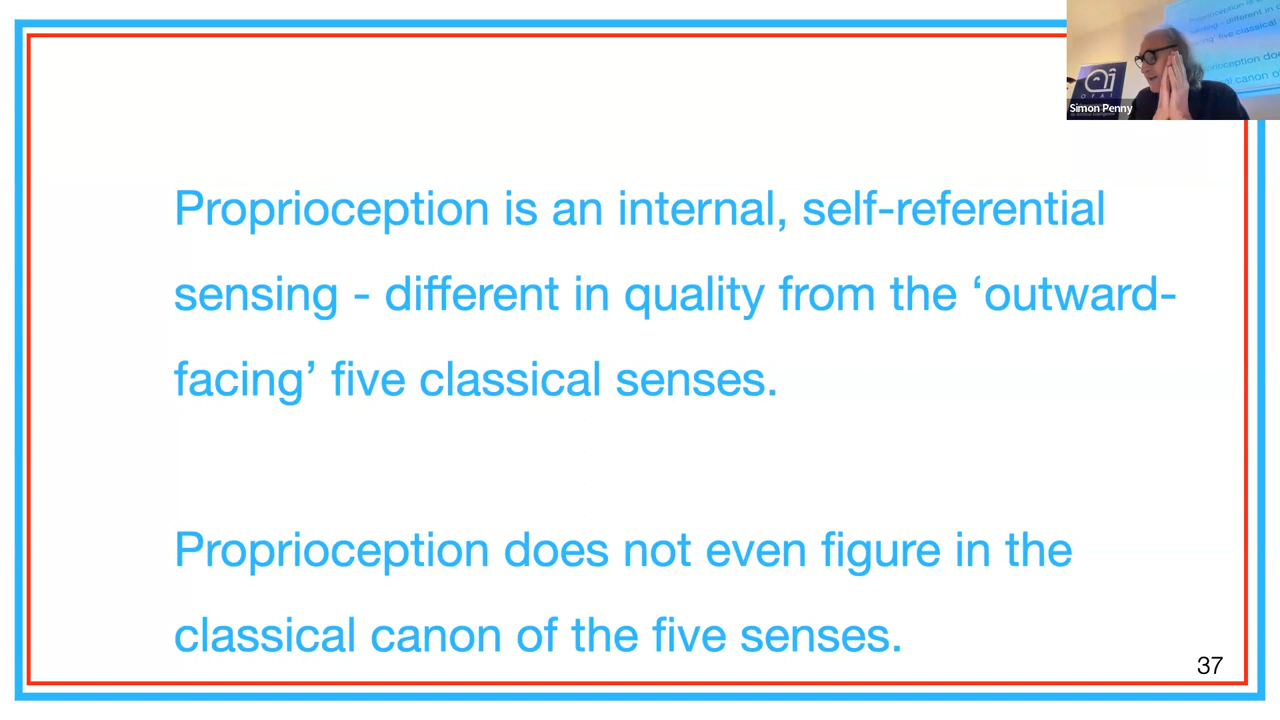 Proprioception is an internal, self-referential
sensing - different in quality from the ‘outward-
facing’ five classical senses.
Proprioception does not even figure in the
classical canon of the five senses.
37
Simon Penny